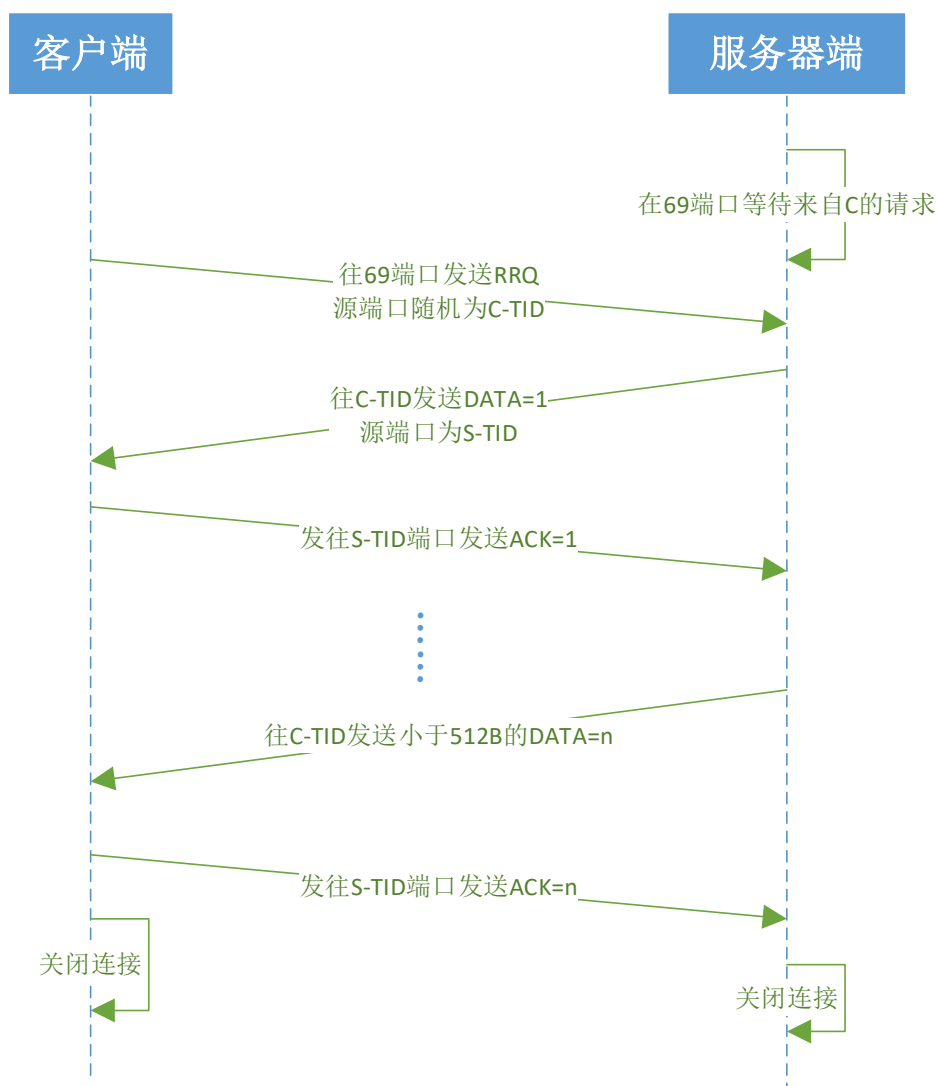 客户端
服务器端
在69端口等待来自C的请求
往69端口发送RRQ
源端口随机为C-TID
往C-TID发送DATA=1
源端口为S-TID
发往S-TID端口发送ACK=1
往C-TID发送小于512B的DATA=n
发往S-TID端口发送ACK=n
关闭连接
关闭连接